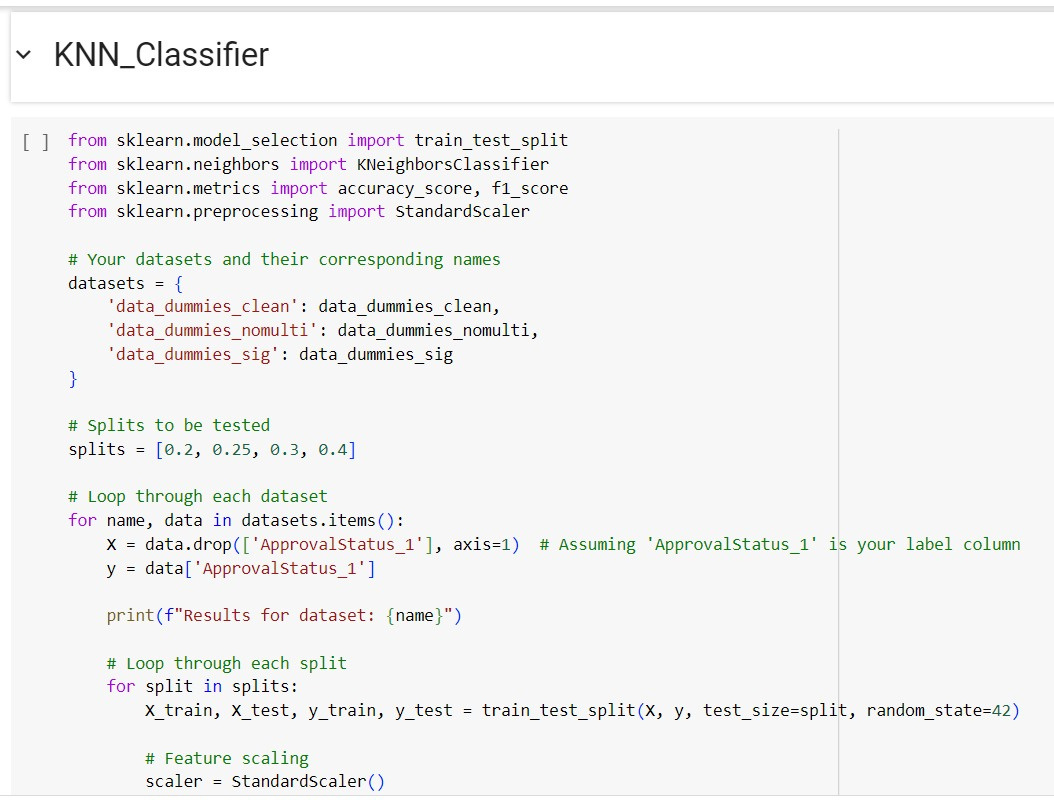 KNN_Classifier
[ ] from sklearn.model_selection import train_test_split
from sklearn.neighbors import KNeighborsClassifier
from sklearn.metrics import accuracy_score, f1_score
from sklearn.preprocessing import StandardScaler
# Your datasets and their corresponding names
datasets = {
    'data_dummies_clean': data_dummies_clean,
    'data_dummies_nomulti': data_dummies_nomulti,
    'data_dummies_sig': data_dummies_sig
}
# Splits to be tested
splits = [0.2, 0.25, 0.3, 0.4]
# Loop through each dataset
for name, data in datasets.items():
    X = data.drop(['ApprovalStatus_1'], axis=1)  # Assuming 'ApprovalStatus_1' is your label column
    y = data['ApprovalStatus_1']
    print(f"Results for dataset: {name}")
    # Loop through each split
    for split in splits:
        X_train, X_test, y_train, y_test = train_test_split(X, y, test_size=split, random_state=42)
        # Feature scaling
        scaler = StandardScaler()